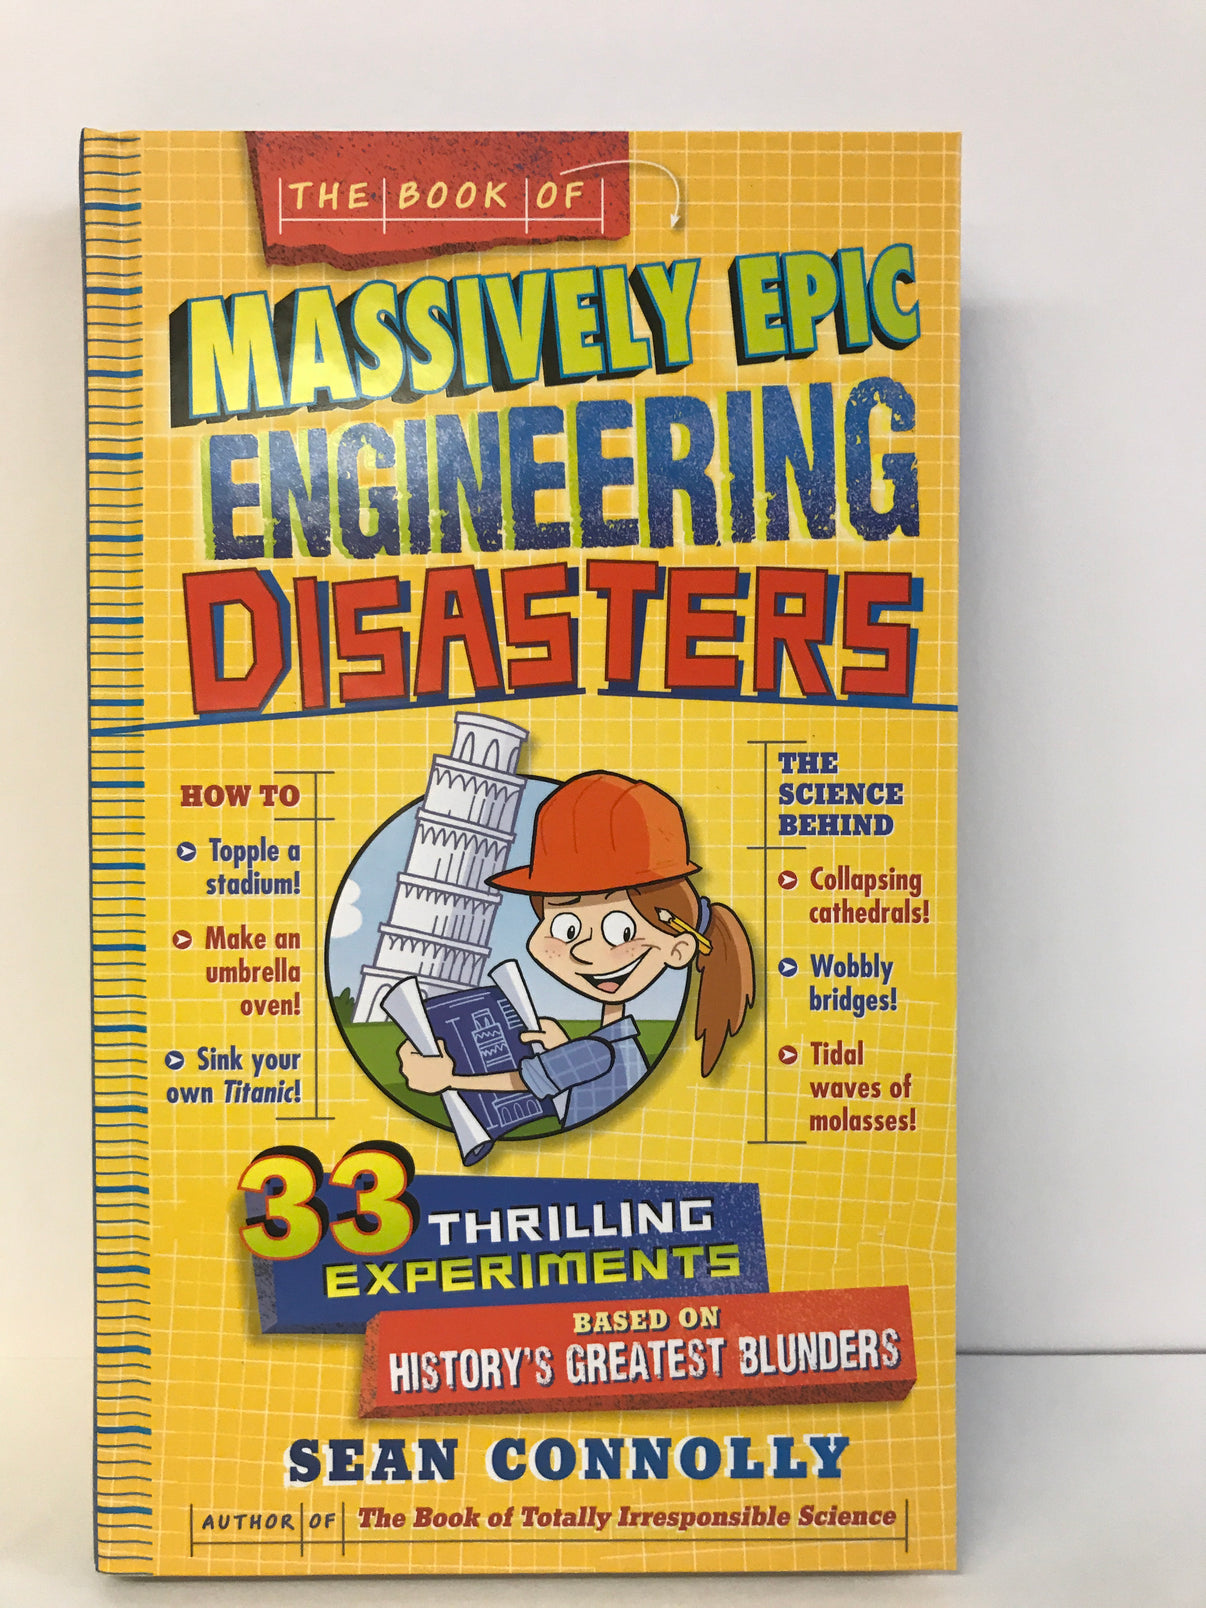 THE BOOK OF
MASSIVELY EPIC
ENGINEERING
DISASTERS
HOW TO
Topple a
stadium!
Make an
umbrella
oven!
Sink your
own Titanic!
THE
SCIENCE
BEHIND
Collapsing
cathedrals!
Wobbly
bridges!
Tidal
waves of
molasses!
33 THRILLING
EXPERIMENTS
BASED ON
HISTORY'S GREATEST BLUNDERS
SEAN CONNOLLY
AUTHOR OF The Book of Totally Irresponsible Science